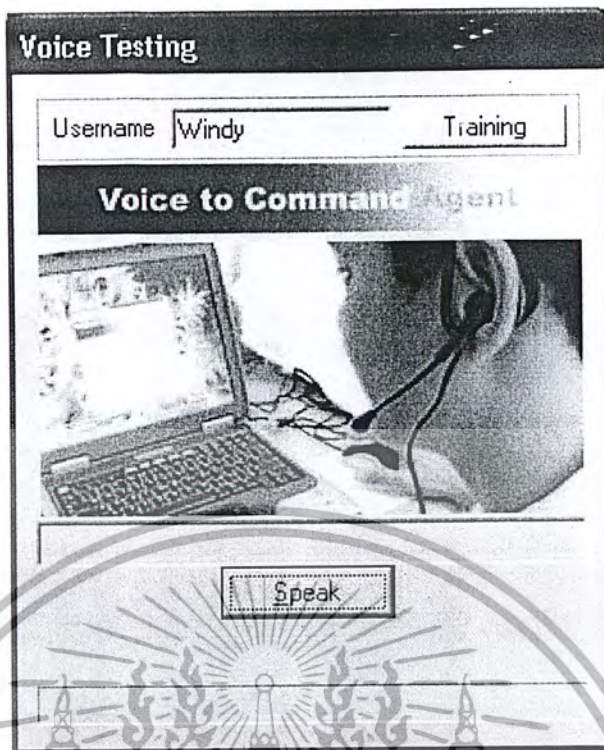 Voice Testing
Username Windy Training
Voice to Command Agent
Speak